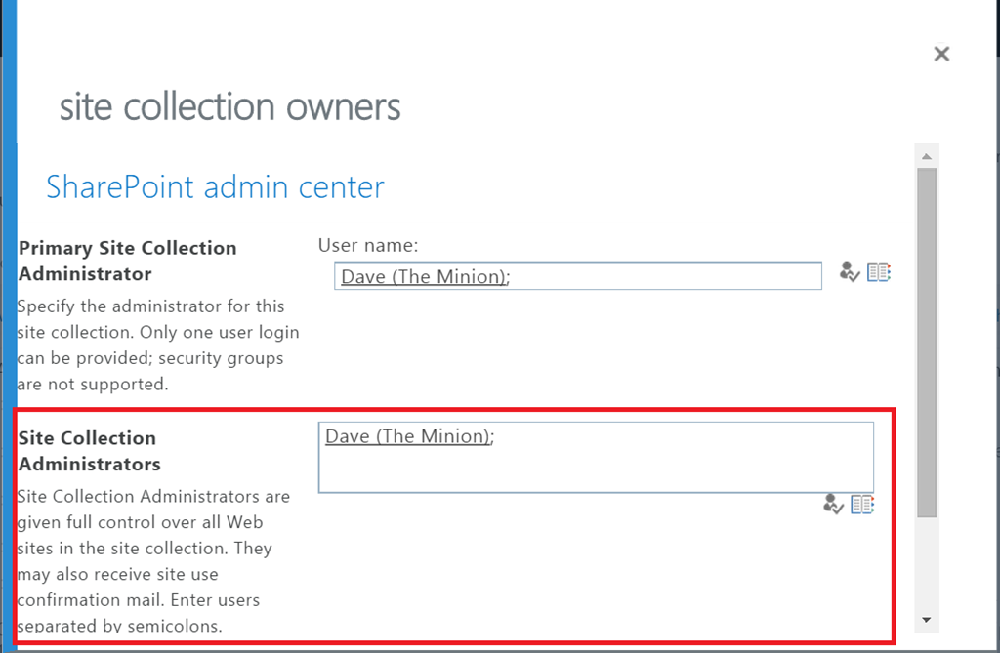 site collection owners
SharePoint admin center
Primary Site Collection
Administrator
Specify the administrator for this
site collection. Only one user login
can be provided; security groups
are not supported.
User name:
Dave (The Minion);
Site Collection
Administrators
Site Collection Administrators are
given full control over all Web
sites in the site collection. They
may also receive site use
confirmation mail. Enter users
separated by semicolons.
Dave (The Minion);